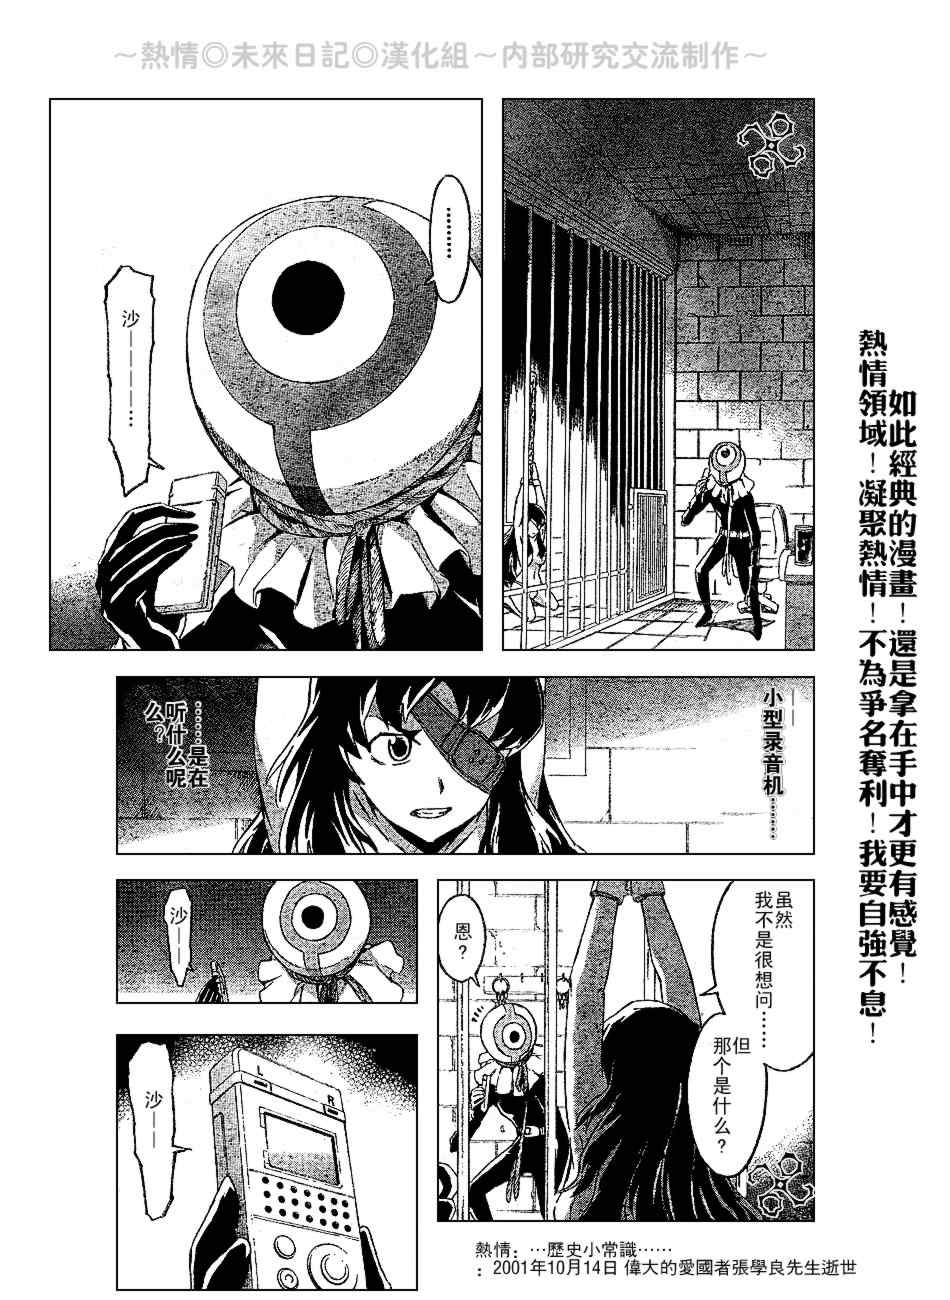 ～熱情◎未來日記◎漢化組～内部研究交流制作～
………
沙————…
——
小型录音机……
……是在
听什么呢
么？
虽然
我不是很想问……
但
那个是什么？
恩？
沙——
沙——
L
R
如此經典的漫畫！還是拿在手中才更有感覺！
熱情領域！凝聚熱情！不為爭名奪利！我要自強不息！
熱情：…歷史小常識……
：2001年10月14日 偉大的愛國者張學良先生逝世